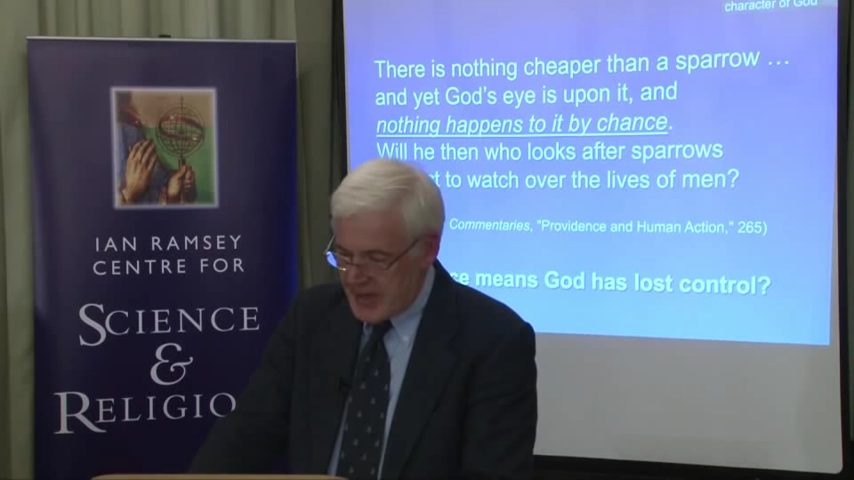 IAN RAMSEY
CENTRE FOR
SCIENCE
&
RELIGIO
character of God
There is nothing cheaper than a sparrow …
and yet God's eye is upon it, and
nothing happens to it by chance.
Will he then who looks after sparrows
to watch over the lives of men?
Commentaries, "Providence and Human Action," 265)
means God has lost control?